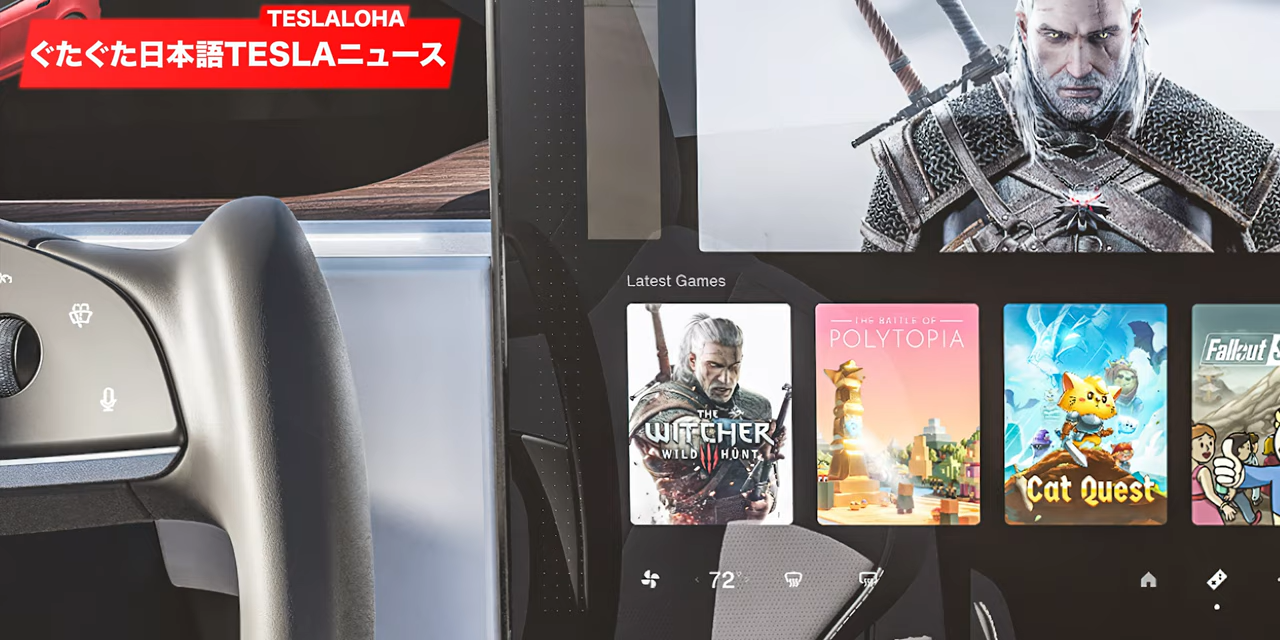 TESLALOHA
ぐたぐた日本語TESLAニュース
Latest Games
THE
WITCHER
WILD HUNT
THE BATTLE OF
POLYTOPIA
Cat Quest
Fallout S
72°